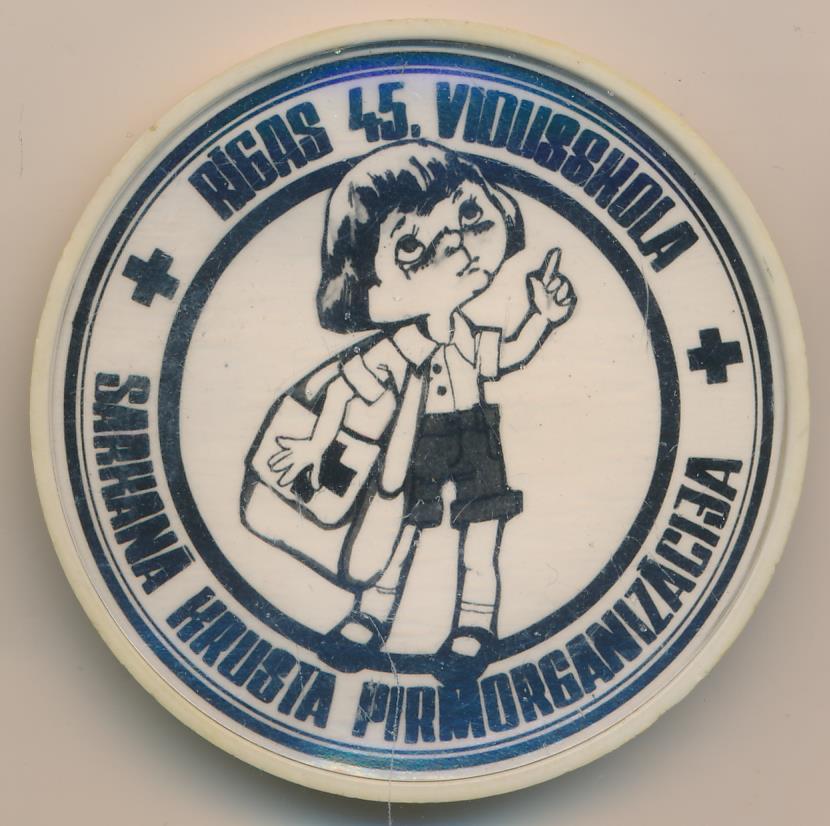 RĪGAS 45. VIDUSSKOLA
SARKANĀ KRUSTA PIRMORGANIZĀCIJA